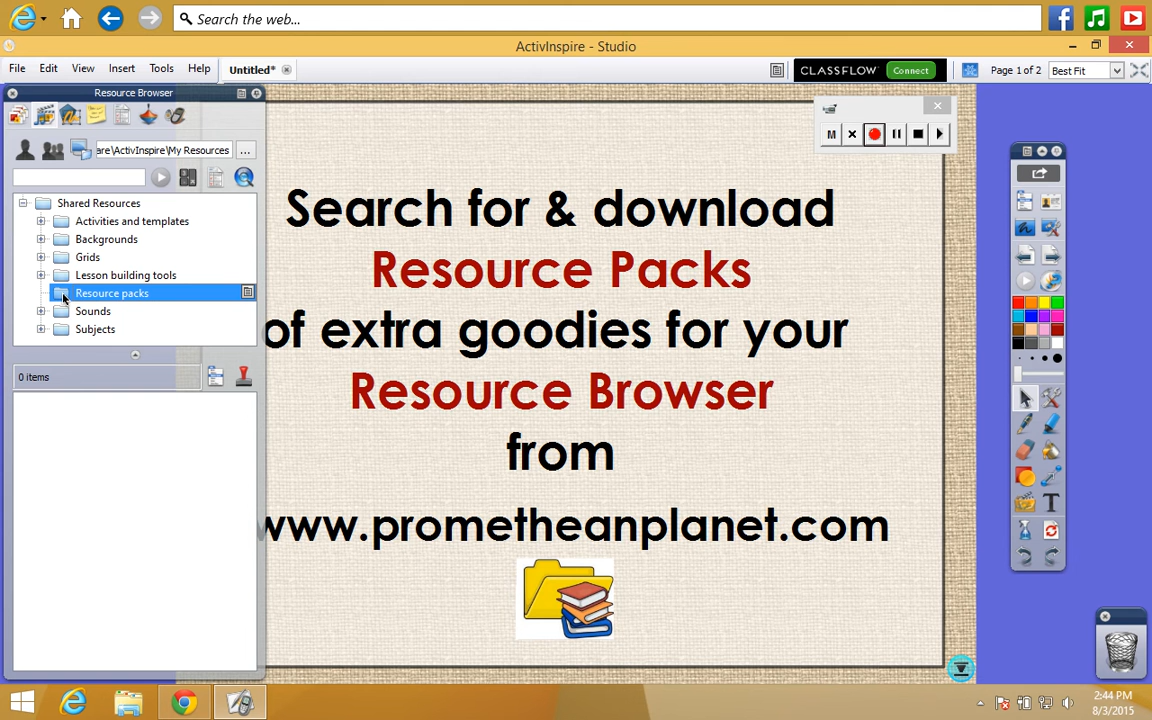 Search the web...
ActivInspire - Studio
File Edit View Insert Tools Help Untitled*
CLASSFLOW Connect Page 1 of 2 Best Fit
Resource Browser
are\ActivInspire\My Resources ...
M
Shared Resources
Activities and templates
Backgrounds
Grids
Lesson building tools
Resource packs
Sounds
Subjects
0 items
Search for & download
Resource Packs
of extra goodies for your
Resource Browser
from
www.prometheanplanet.com
T
2:44 PM
8/3/2015